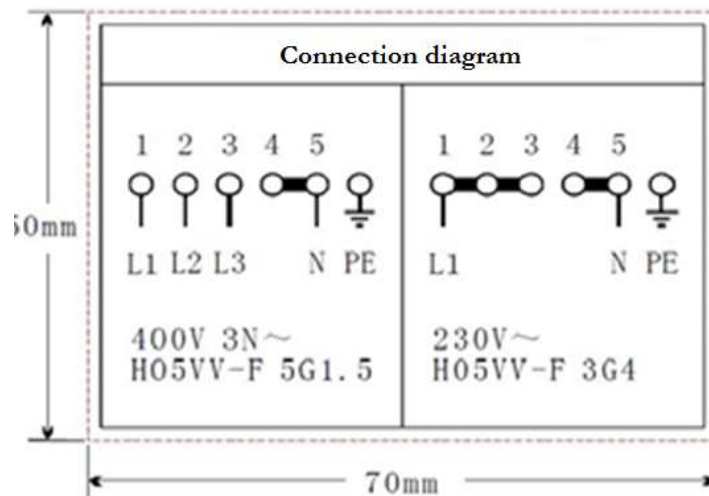 Connection diagram
1 2 3 4 5
L1 L2 L3 N PE
400V 3N～
H05VV-F 5G1.5
1 2 3 4 5
L1 N PE
230V～
H05VV-F 3G4
70mm